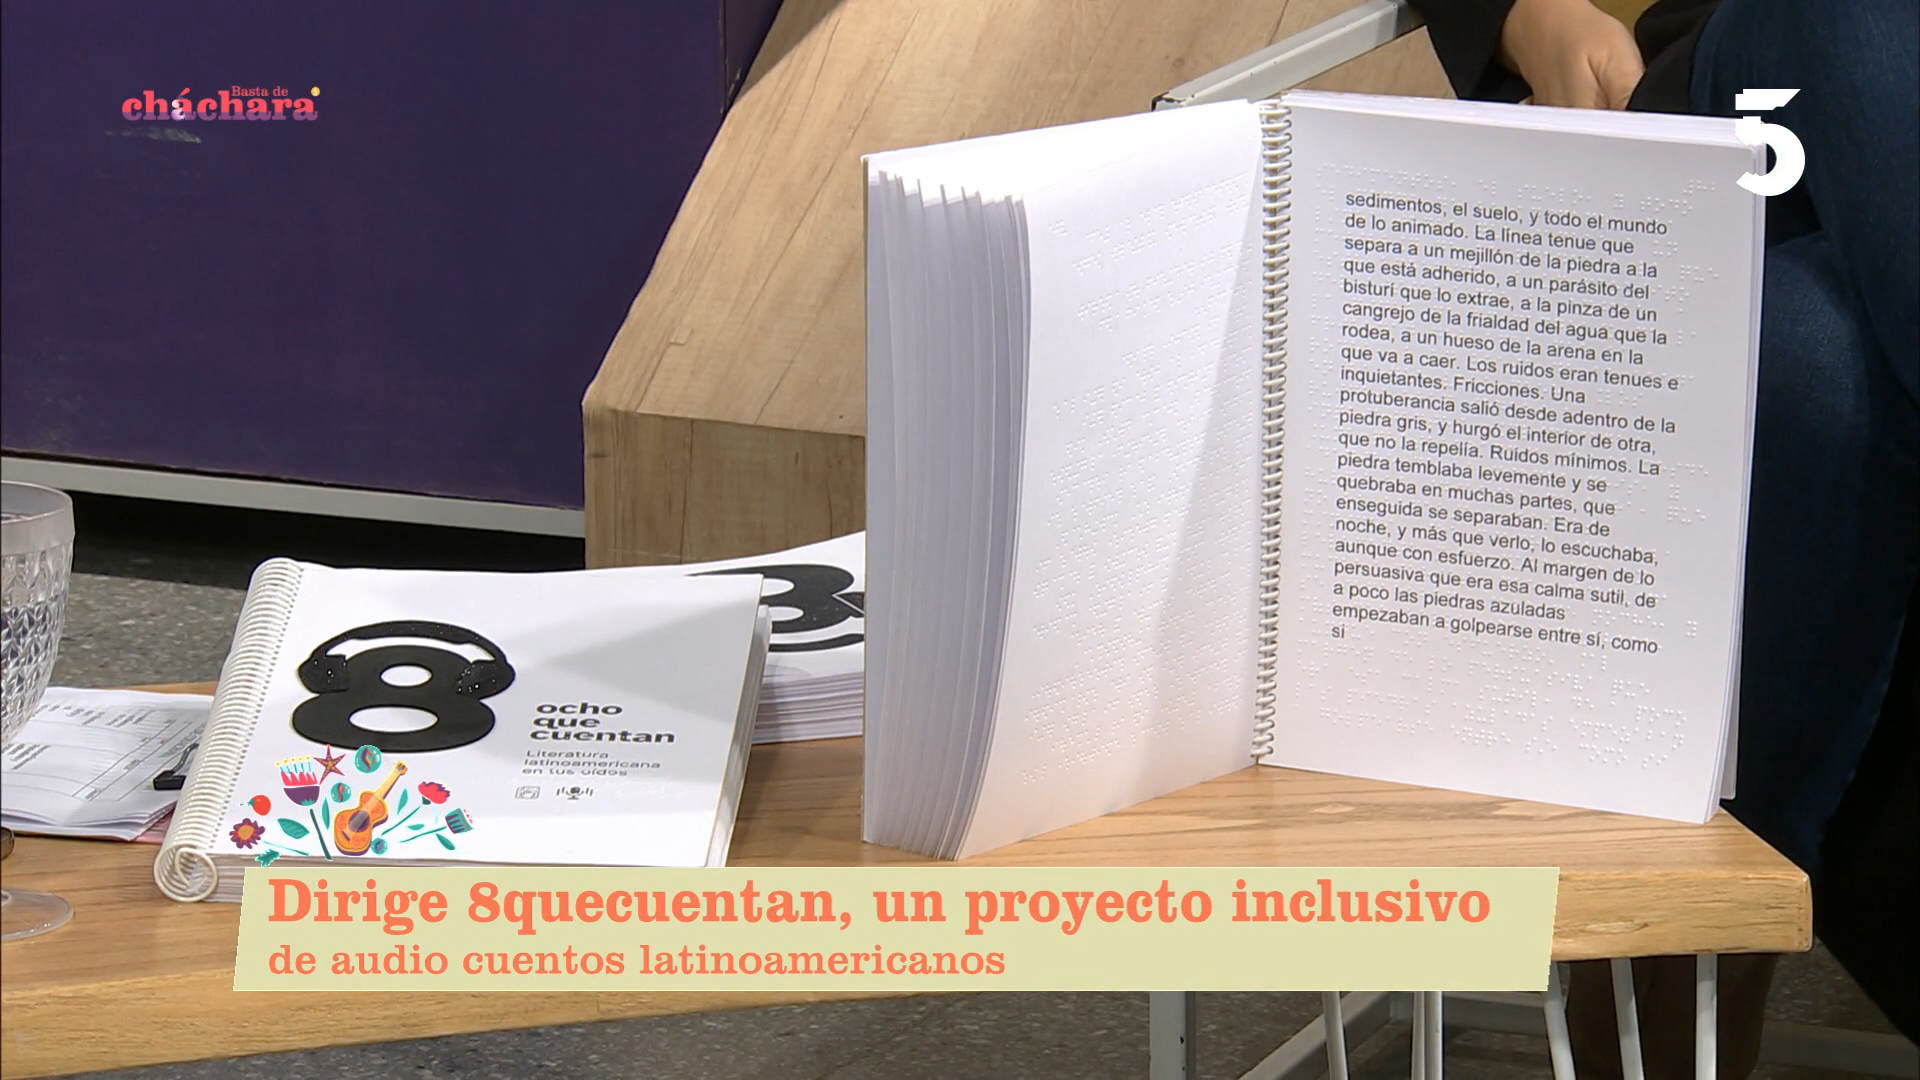 Basta de
cháchara
5
sedimentos, el suelo, y todo el mundo
de lo animado. La línea tenue que
separa a un mejillón de la piedra a la
que está adherido, a un parásito del
bisturí que lo extrae, a la pinza de un
cangrejo de la frialdad del agua que la
rodea, a un hueso de la arena en la
que va a caer. Los ruidos eran tenues e
inquietantes. Fricciones. Una
protuberancia salió desde adentro de la
piedra gris, y hurgó el interior de otra,
que no la repelía. Ruidos mínimos. La
piedra temblaba levemente y se
quebraba en muchas partes, que
enseguida se separaban. Era de
noche, y más que verlo, lo escuchaba,
aunque con esfuerzo. Al margen de lo
persuasiva que era esa calma sutil, de
a poco las piedras azuladas
empezaban a golpearse entre sí, como
si
8
8
ocho
que
cuentan
Literatura
latinoamericana
en tus oídos
Dirige 8quecuentan, un proyecto inclusivo
de audio cuentos latinoamericanos